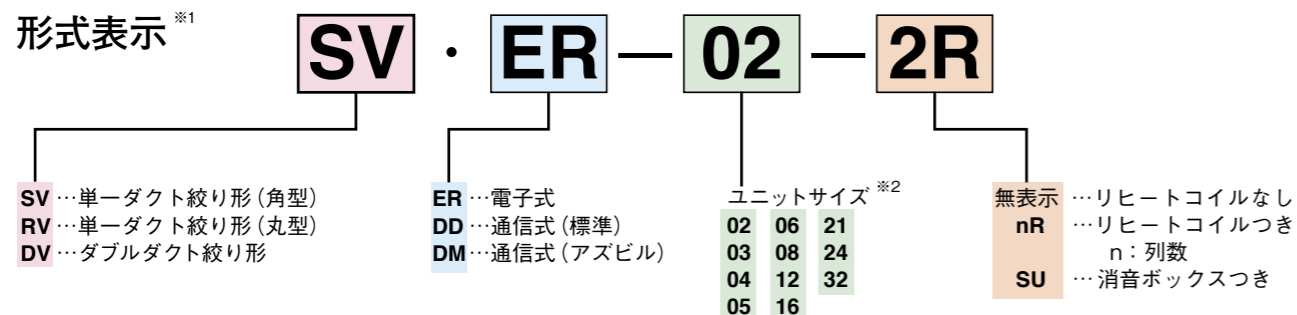 形式表示 ※1
SV・ER—02—2R
SV…単一ダクト絞り形（角型）
RV…単一ダクト絞り形（丸型）
DV…ダブルダクト絞り形
ER…電子式
DD…通信式（標準）
DM…通信式（アズビル）
ユニットサイズ ※2
02 06 21
03 08 24
04 12 32
05 16
無表示…リヒートコイルなし
nR…リヒートコイルつき
n：列数
SU…消音ボックスつき